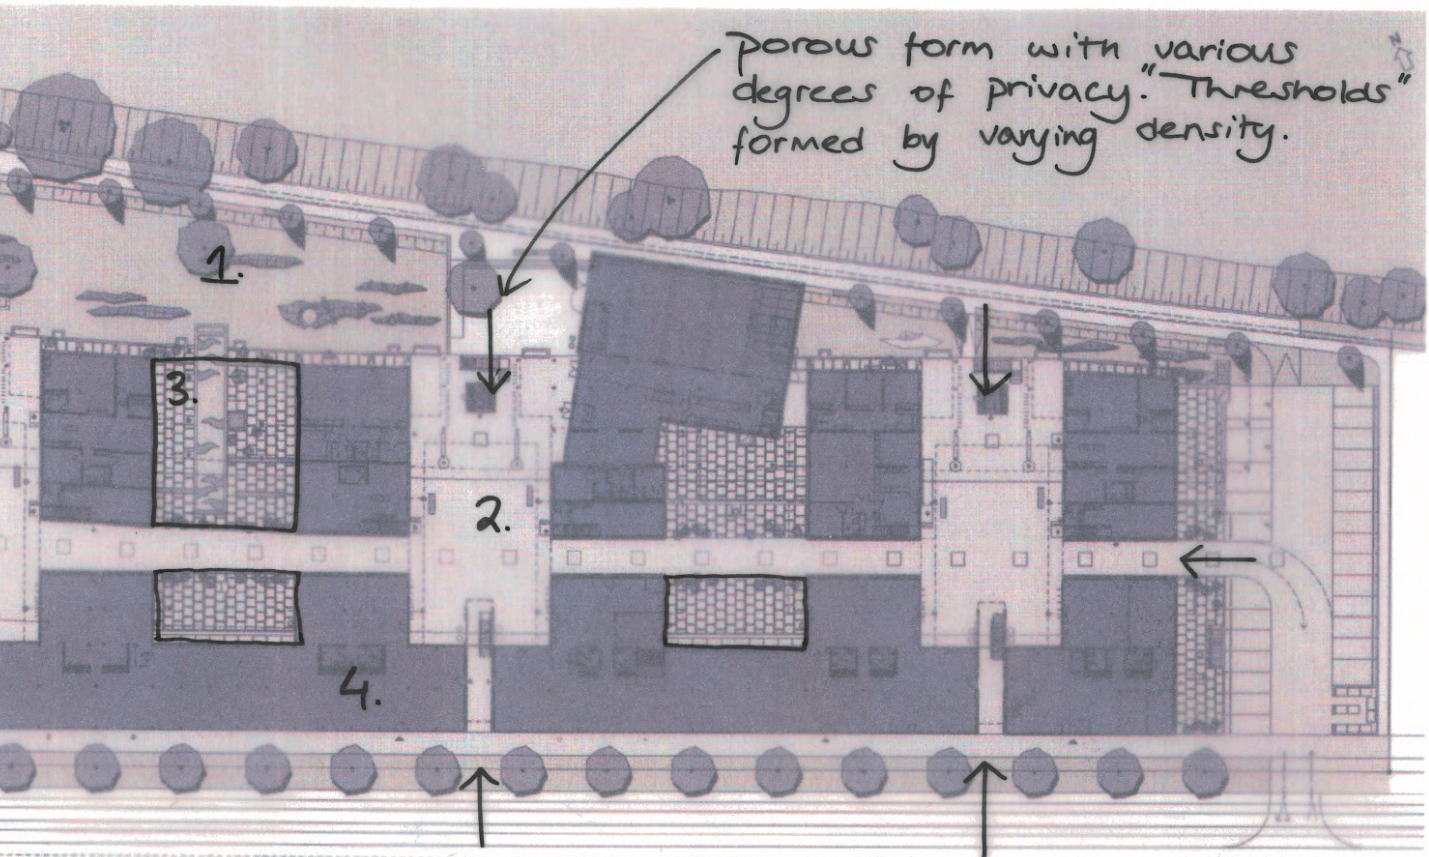 porous form with various
degrees of privacy. "Thresholds"
formed by varying density.
N
1.
3.
2.
4.